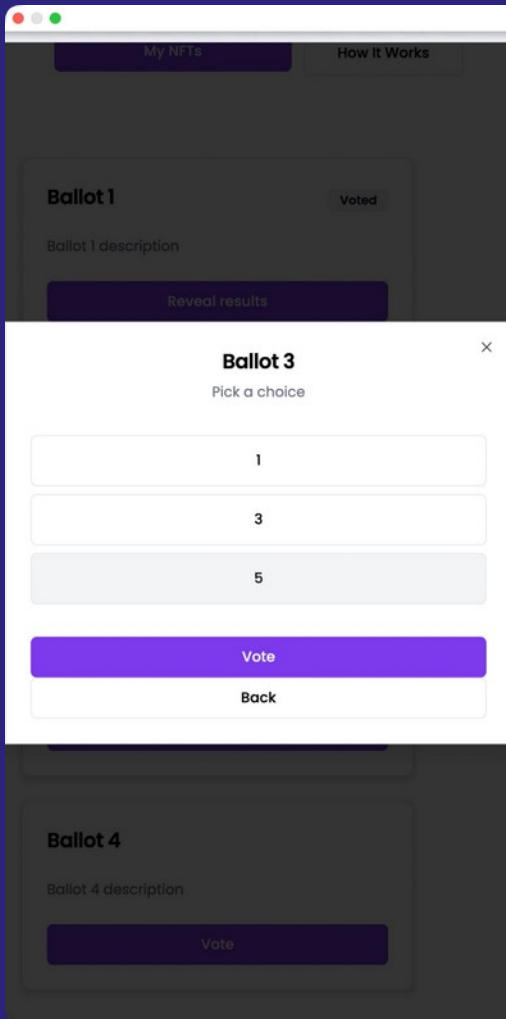 My NFTs
How It Works
Ballot 1
Voted
Ballot 1 description
Reveal results
Ballot 3
Pick a choice
1
3
5
Vote
Back
Ballot 4
Ballot 4 description
Vote